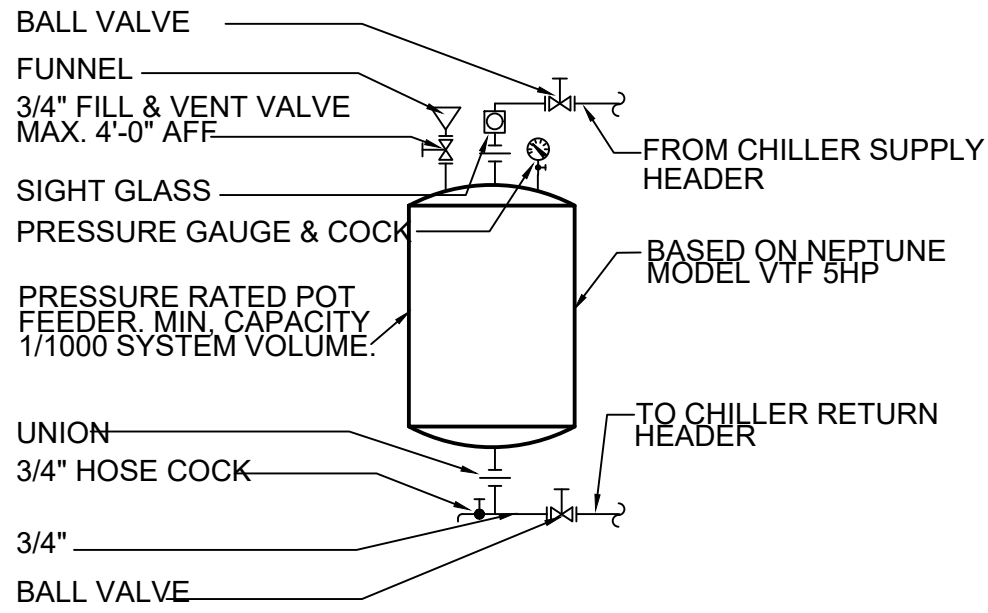 BALL VALVE
FUNNEL
3/4" FILL & VENT VALVE
MAX. 4'-0" AFF
SIGHT GLASS
PRESSURE GAUGE & COCK
PRESSURE RATED POT
FEEDER. MIN, CAPACITY
1/1000 SYSTEM VOLUME.
UNION
3/4" HOSE COCK
3/4"
BALL VALVE
FROM CHILLER SUPPLY
HEADER
BASED ON NEPTUNE
MODEL VTF 5HP
TO CHILLER RETURN
HEADER